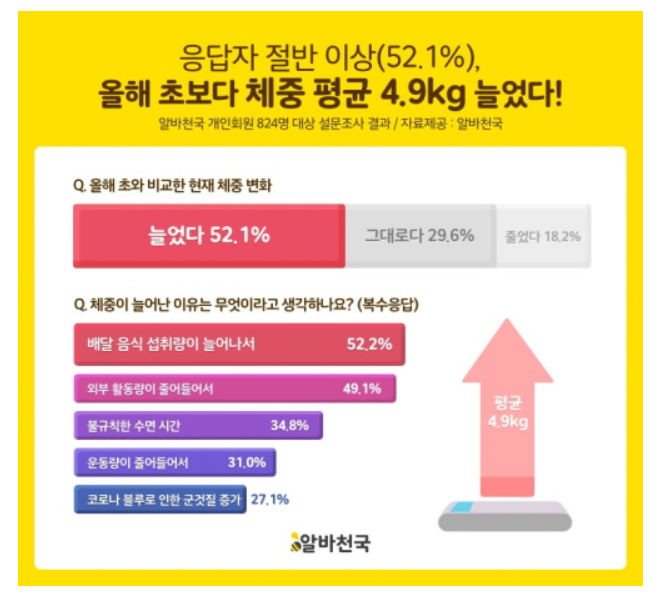 응답자 절반 이상(52.1%),
올해 초보다 체중 평균 4.9kg 늘었다!
알바천국 개인회원 824명 대상 설문조사 결과 / 자료제공 : 알바천국
Q. 올해 초와 비교한 현재 체중 변화
늘었다 52.1% 그대로다 29.6% 줄었다 18.2%
Q. 체중이 늘어난 이유는 무엇이라고 생각하나요? (복수응답)
배달 음식 섭취량이 늘어나서 52.2%
외부 활동량이 줄어들어서 49.1%
불규칙한 수면 시간 34.8%
운동량이 줄어들어서 31.0%
코로나 블루로 인한 군것질 증가 27.1%
평균
4.9kg
알바천국